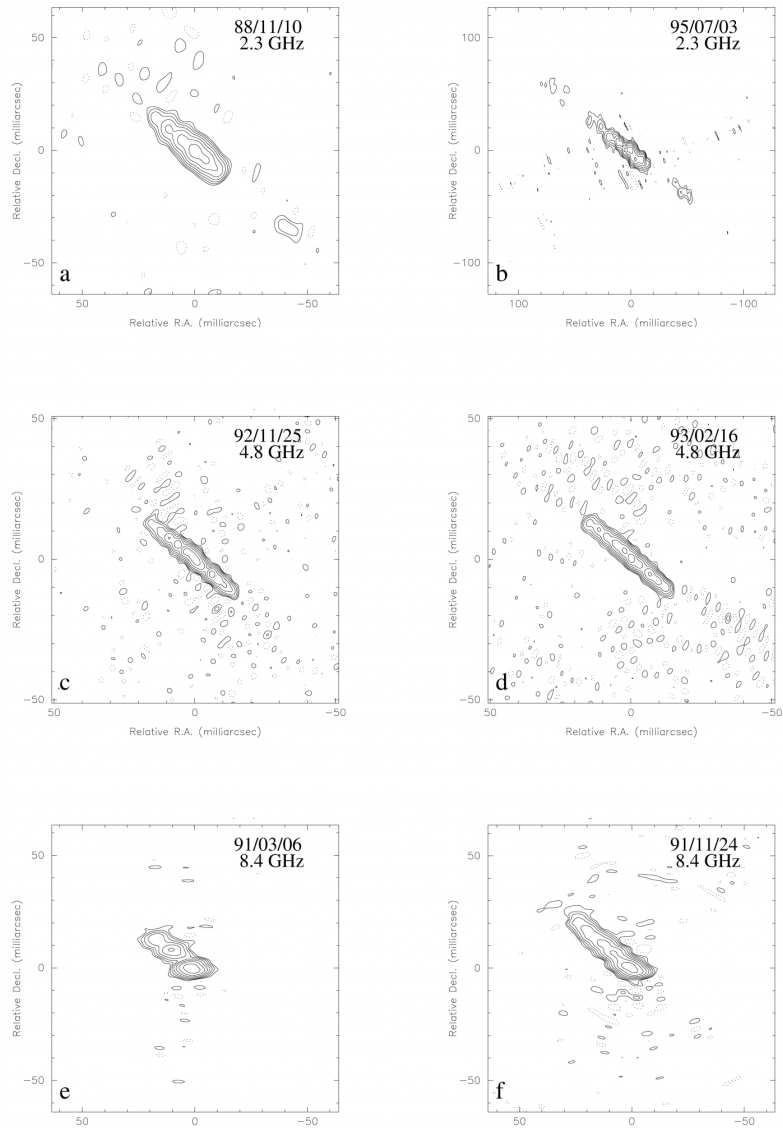 88/11/10
2.3 GHz
50
0
−50
Relative Decl. (milliarcsec)
a
50
0
−50
Relative R.A. (milliarcsec)
95/07/03
2.3 GHz
100
0
−100
Relative Decl. (milliarcsec)
b
100
0
−100
Relative R.A. (milliarcsec)
92/11/25
4.8 GHz
50
0
−50
Relative Decl. (milliarcsec)
c
50
0
−50
Relative R.A. (milliarcsec)
93/02/16
4.8 GHz
50
0
−50
Relative Decl. (milliarcsec)
d
50
0
−50
Relative R.A. (milliarcsec)
91/03/06
8.4 GHz
50
0
−50
Relative Decl. (milliarcsec)
e
50
0
−50
91/11/24
8.4 GHz
50
0
−50
Relative Decl. (milliarcsec)
f
50
0
−50